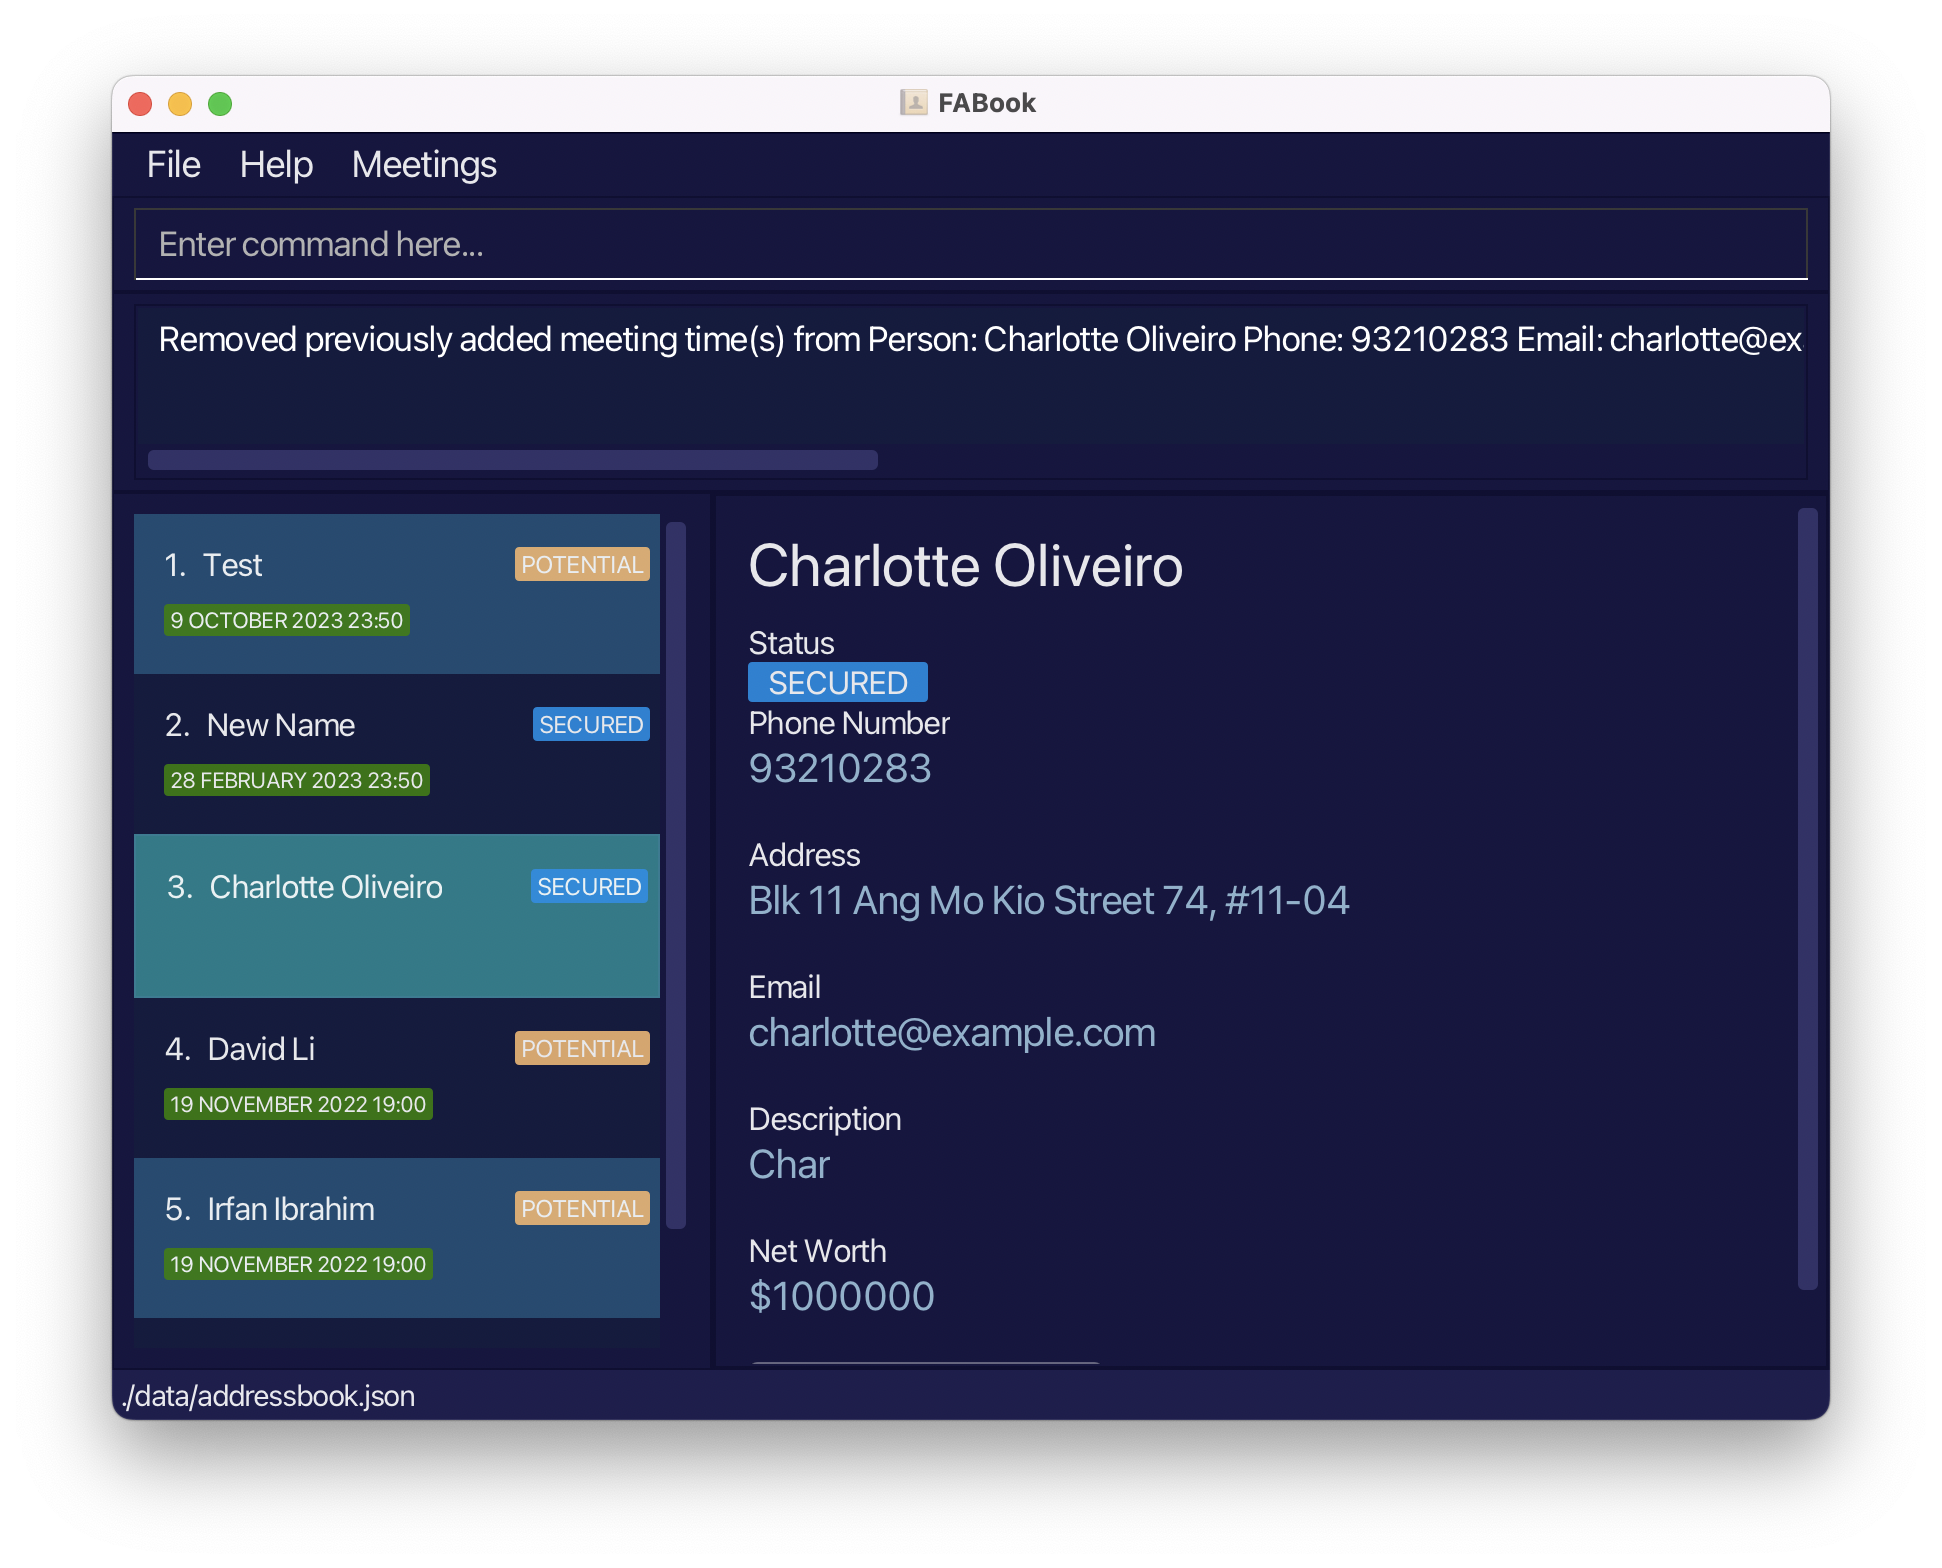 FABook
File Help Meetings
Enter command here...
Removed previously added meeting time(s) from Person: Charlotte Oliveiro Phone: 93210283 Email: charlotte@ex
1. Test POTENTIAL
9 OCTOBER 2023 23:50
2. New Name SECURED
28 FEBRUARY 2023 23:50
3. Charlotte Oliveiro SECURED
4. David Li POTENTIAL
19 NOVEMBER 2022 19:00
5. Irfan Ibrahim POTENTIAL
19 NOVEMBER 2022 19:00
Charlotte Oliveiro
Status
SECURED
Phone Number
93210283
Address
Blk 11 Ang Mo Kio Street 74, #11-04
Email
charlotte@example.com
Description
Char
Net Worth
$1000000
./data/addressbook.json